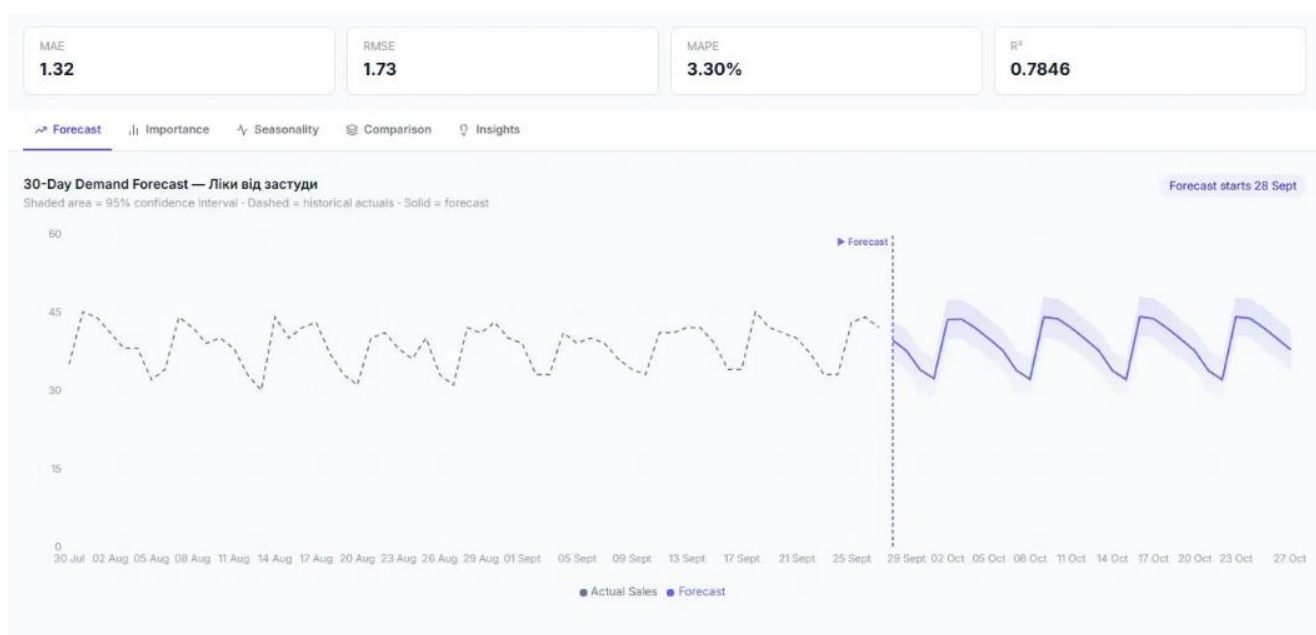 MAE RMSE MAPE R²
1.32 1.73 3.30% 0.7846
Forecast Importance Seasonality Comparison Insights
30-Day Demand Forecast — Ліки від застуди Forecast starts 28 Sept
Shaded area = 95% confidence interval · Dashed = historical actuals · Solid = forecast
60
Forecast
45
30
15
0
30 Jul 02 Aug 05 Aug 08 Aug 11 Aug 14 Aug 17 Aug 20 Aug 23 Aug 26 Aug 29 Aug 01 Sept 05 Sept 09 Sept 13 Sept 17 Sept 21 Sept 25 Sept 29 Sept 02 Oct 05 Oct 08 Oct 11 Oct 14 Oct 17 Oct 20 Oct 23 Oct 27 Oct
Actual Sales Forecast